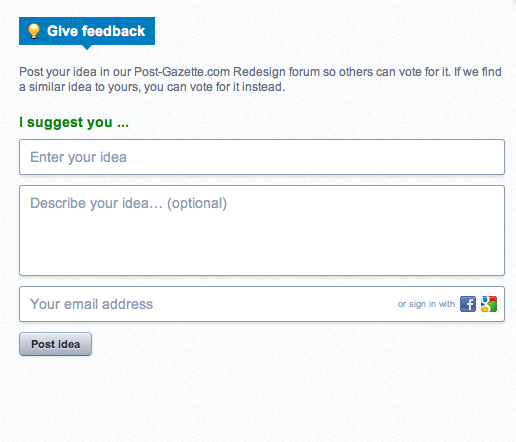 Give feedback
Post your idea in our Post-Gazette.com Redesign forum so others can vote for it. If we find
a similar idea to yours, you can vote for it instead.
I suggest you ...
Enter your idea
Describe your idea… (optional)
Your email address or sign in with f g
Post idea